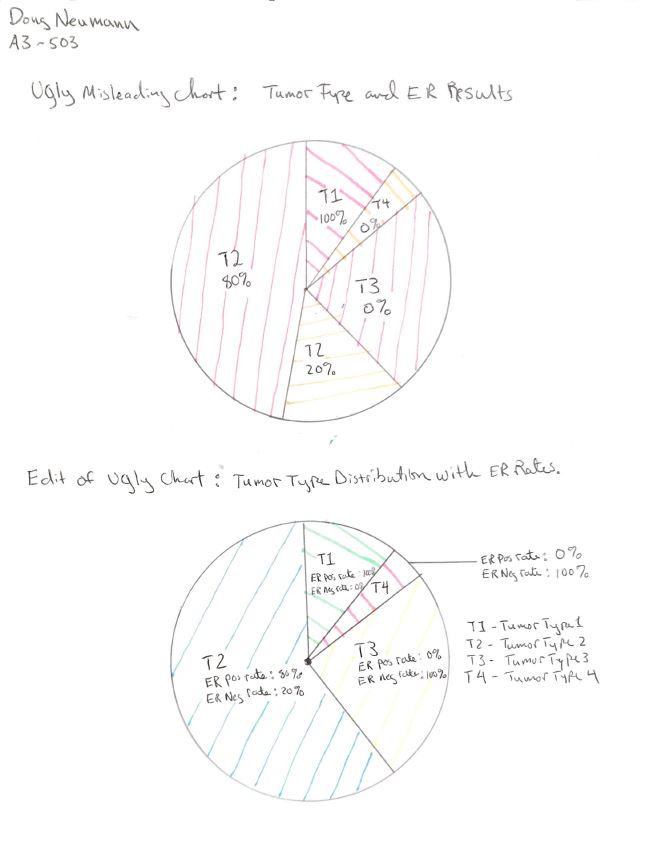 Doug Neumann
A3-503
Ugly Misleading Chart: Tumor Type and ER Results
T1
100%
T4
0%
T2
80%
T3
0%
T2
20%
Edit of Ugly Chart: Tumor Type Distribution with ER Rates.
T1
ER Pos rate: 100%
ER Neg rate: 0%
T4
ER Pos rate: 0%
ER Neg rate: 100%
T3
ER Pos rate: 0%
ER Neg rate: 100%
T2
ER Pos rate: 80%
ER Neg rate: 20%
T1 - Tumor Type 1
T2 - Tumor Type 2
T3 - Tumor Type 3
T4 - Tumor Type 4